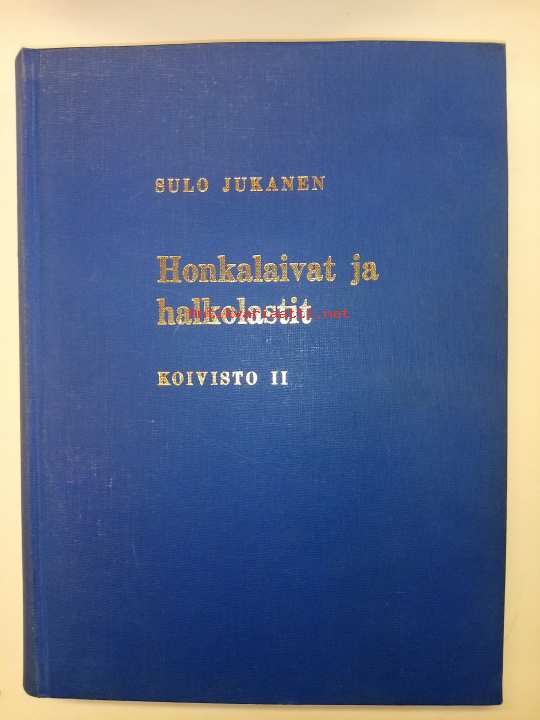 SULO JUKANEN
Honkalaivat ja
halkolastit
KOIVISTO II